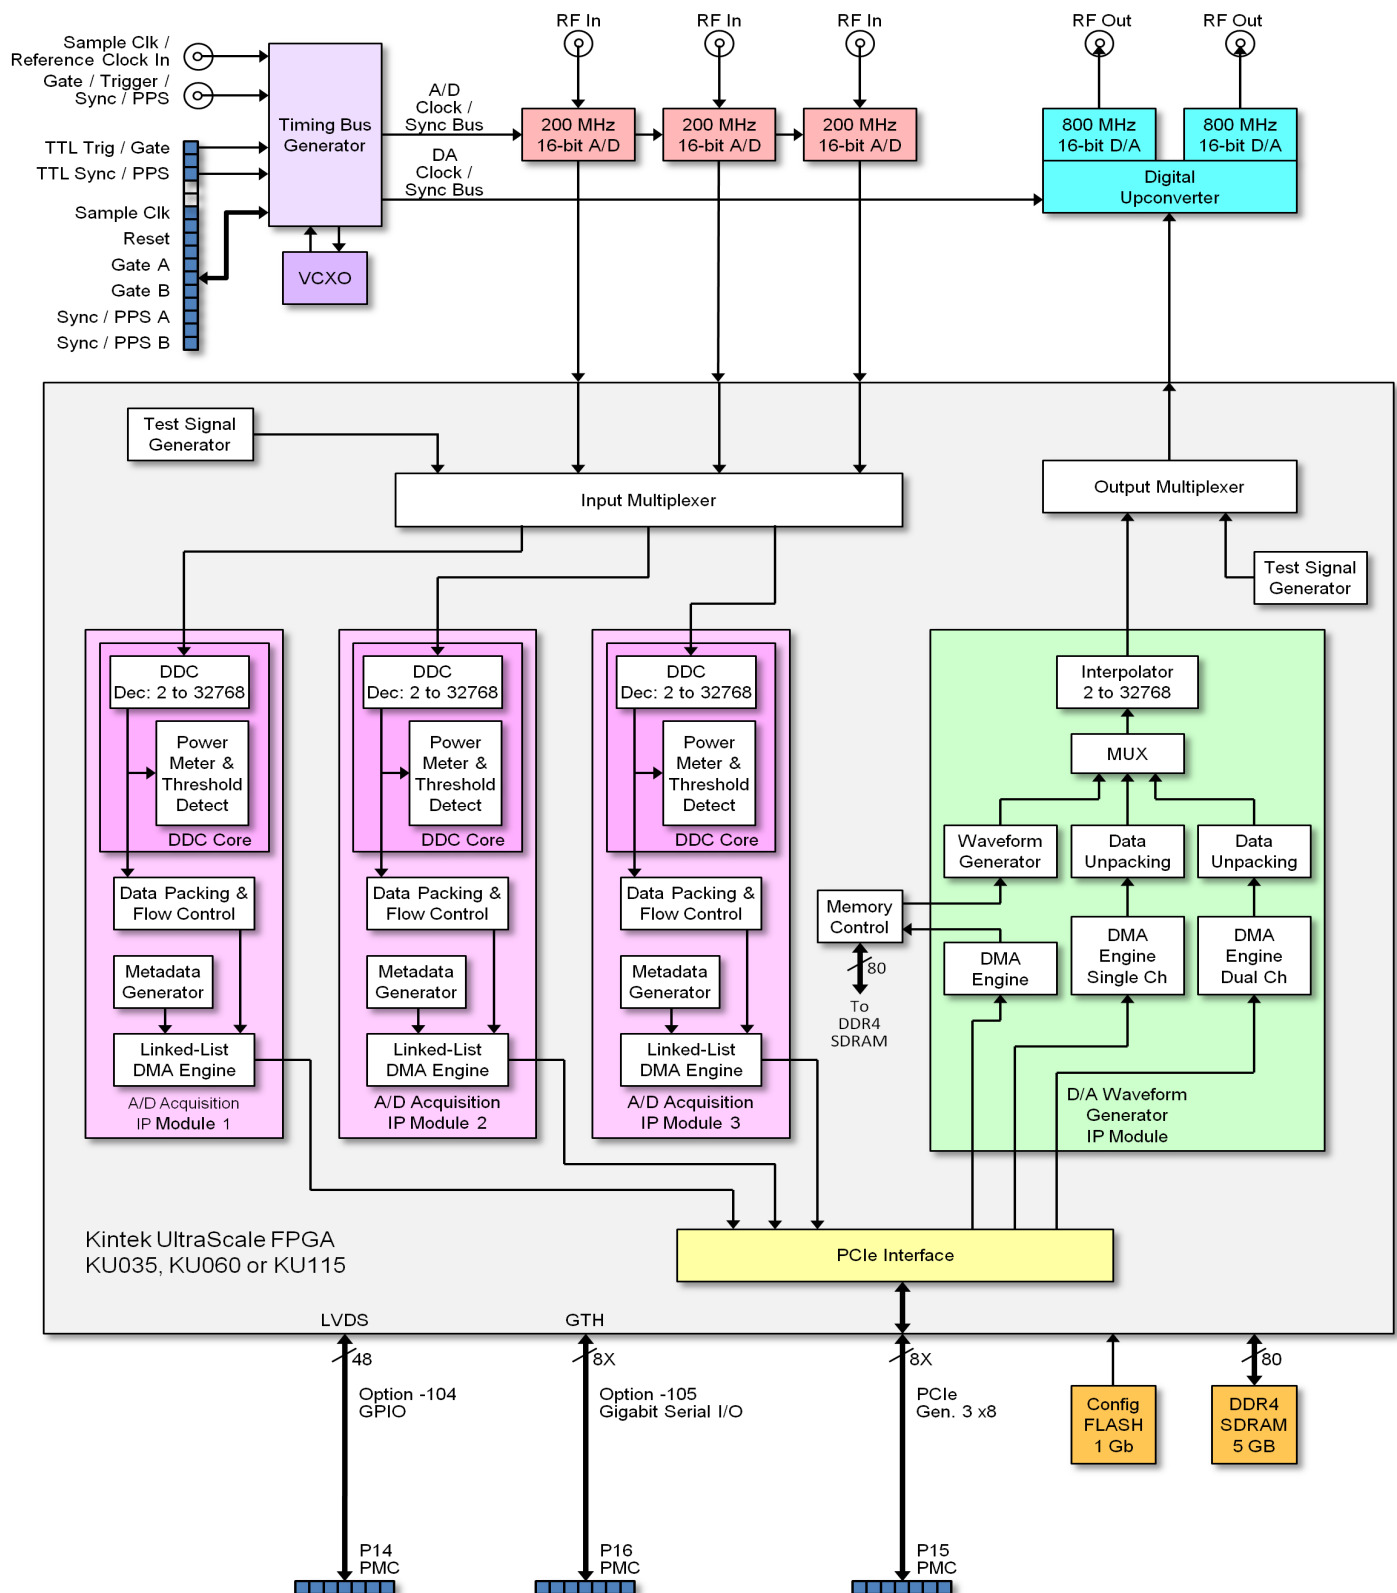 Sample Clk /
Reference Clock In
Gate / Trigger /
Sync / PPS
TTL Trig / Gate
TTL Sync / PPS
Sample Clk
Reset
Gate A
Gate B
Sync / PPS A
Sync / PPS B
Timing Bus
Generator
VCXO
A/D
Clock /
Sync Bus
DA
Clock /
Sync Bus
RF In
RF In
RF In
RF Out
RF Out
200 MHz
16-bit A/D
200 MHz
16-bit A/D
200 MHz
16-bit A/D
800 MHz
16-bit D/A
800 MHz
16-bit D/A
Digital
Upconverter
Test Signal
Generator
Input Multiplexer
Output Multiplexer
Test Signal
Generator
DDC
Dec: 2 to 32768
Power
Meter &
Threshold
Detect
DDC Core
Data Packing &
Flow Control
Metadata
Generator
Linked-List
DMA Engine
A/D Acquisition
IP Module 1
DDC
Dec: 2 to 32768
Power
Meter &
Threshold
Detect
DDC Core
Data Packing &
Flow Control
Metadata
Generator
Linked-List
DMA Engine
A/D Acquisition
IP Module 2
DDC
Dec: 2 to 32768
Power
Meter &
Threshold
Detect
DDC Core
Data Packing &
Flow Control
Metadata
Generator
Linked-List
DMA Engine
A/D Acquisition
IP Module 3
Interpolator
2 to 32768
MUX
Waveform
Generator
Data
Unpacking
Data
Unpacking
Memory
Control
80
To
DDR4
SDRAM
DMA
Engine
DMA
Engine
Single Ch
DMA
Engine
Dual Ch
D/A Waveform
Generator
IP Module
Kintek UltraScale FPGA
KU035, KU060 or KU115
PCIe Interface
LVDS
GTH
48
8X
8X
80
Option -104
GPIO
Option -105
Gigabit Serial I/O
PCIe
Gen. 3 x8
Config
FLASH
1 Gb
DDR4
SDRAM
5 GB
P14
PMC
P16
PMC
P15
PMC